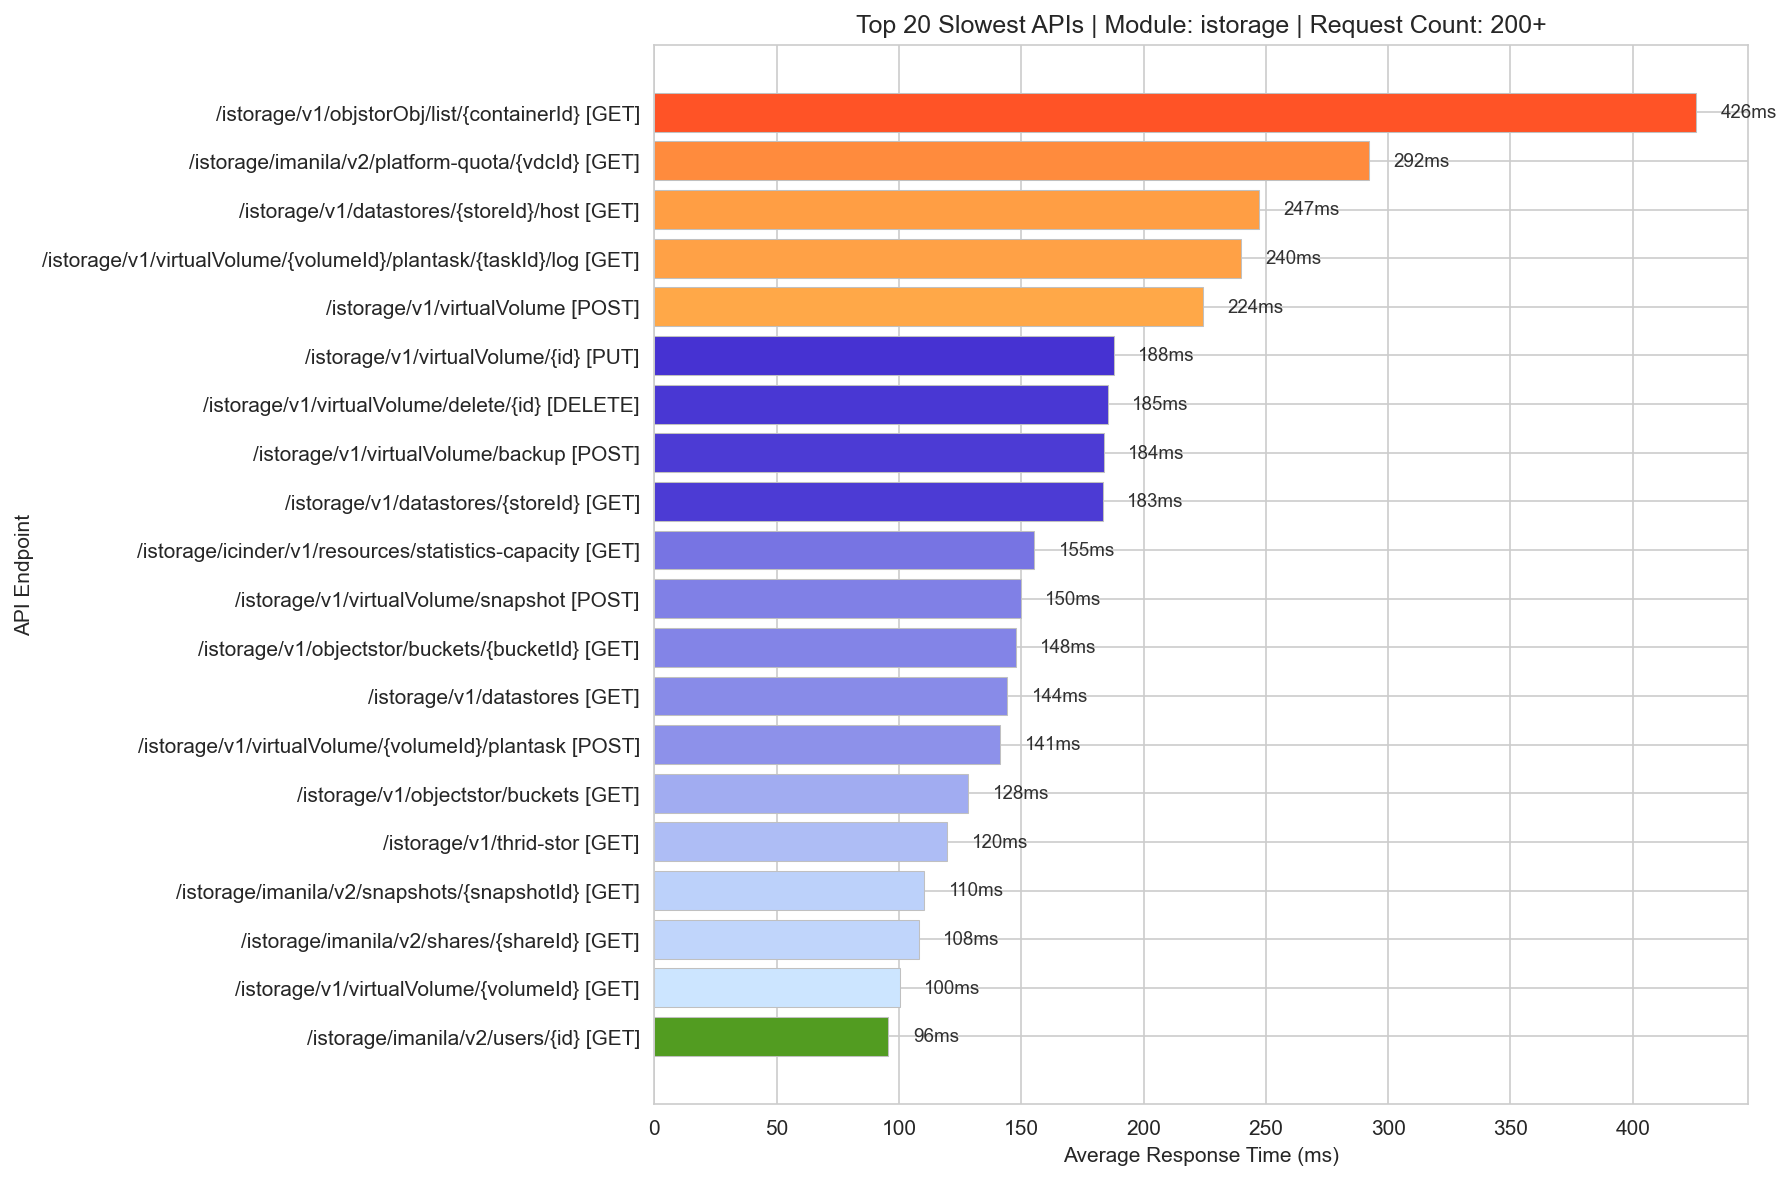 Top 20 Slowest APIs | Module: istorage | Request Count: 200+
/istorage/v1/objstorObj/list/{containerId} [GET] 426ms
/istorage/imanila/v2/platform-quota/{vdcId} [GET] 292ms
/istorage/v1/datastores/{storeId}/host [GET] 247ms
/istorage/v1/virtualVolume/{volumeId}/plantask/{taskId}/log [GET] 240ms
/istorage/v1/virtualVolume [POST] 224ms
/istorage/v1/virtualVolume/{id} [PUT] 188ms
/istorage/v1/virtualVolume/delete/{id} [DELETE] 185ms
/istorage/v1/virtualVolume/backup [POST] 184ms
/istorage/v1/datastores/{storeId} [GET] 183ms
/istorage/icinder/v1/resources/statistics-capacity [GET] 155ms
/istorage/v1/virtualVolume/snapshot [POST] 150ms
/istorage/v1/objectstor/buckets/{bucketId} [GET] 148ms
/istorage/v1/datastores [GET] 144ms
/istorage/v1/virtualVolume/{volumeId}/plantask [POST] 141ms
/istorage/v1/objectstor/buckets [GET] 128ms
/istorage/v1/thrid-stor [GET] 120ms
/istorage/imanila/v2/snapshots/{snapshotId} [GET] 110ms
/istorage/imanila/v2/shares/{shareId} [GET] 108ms
/istorage/v1/virtualVolume/{volumeId} [GET] 100ms
/istorage/imanila/v2/users/{id} [GET] 96ms
API Endpoint
0 50 100 150 200 250 300 350 400
Average Response Time (ms)